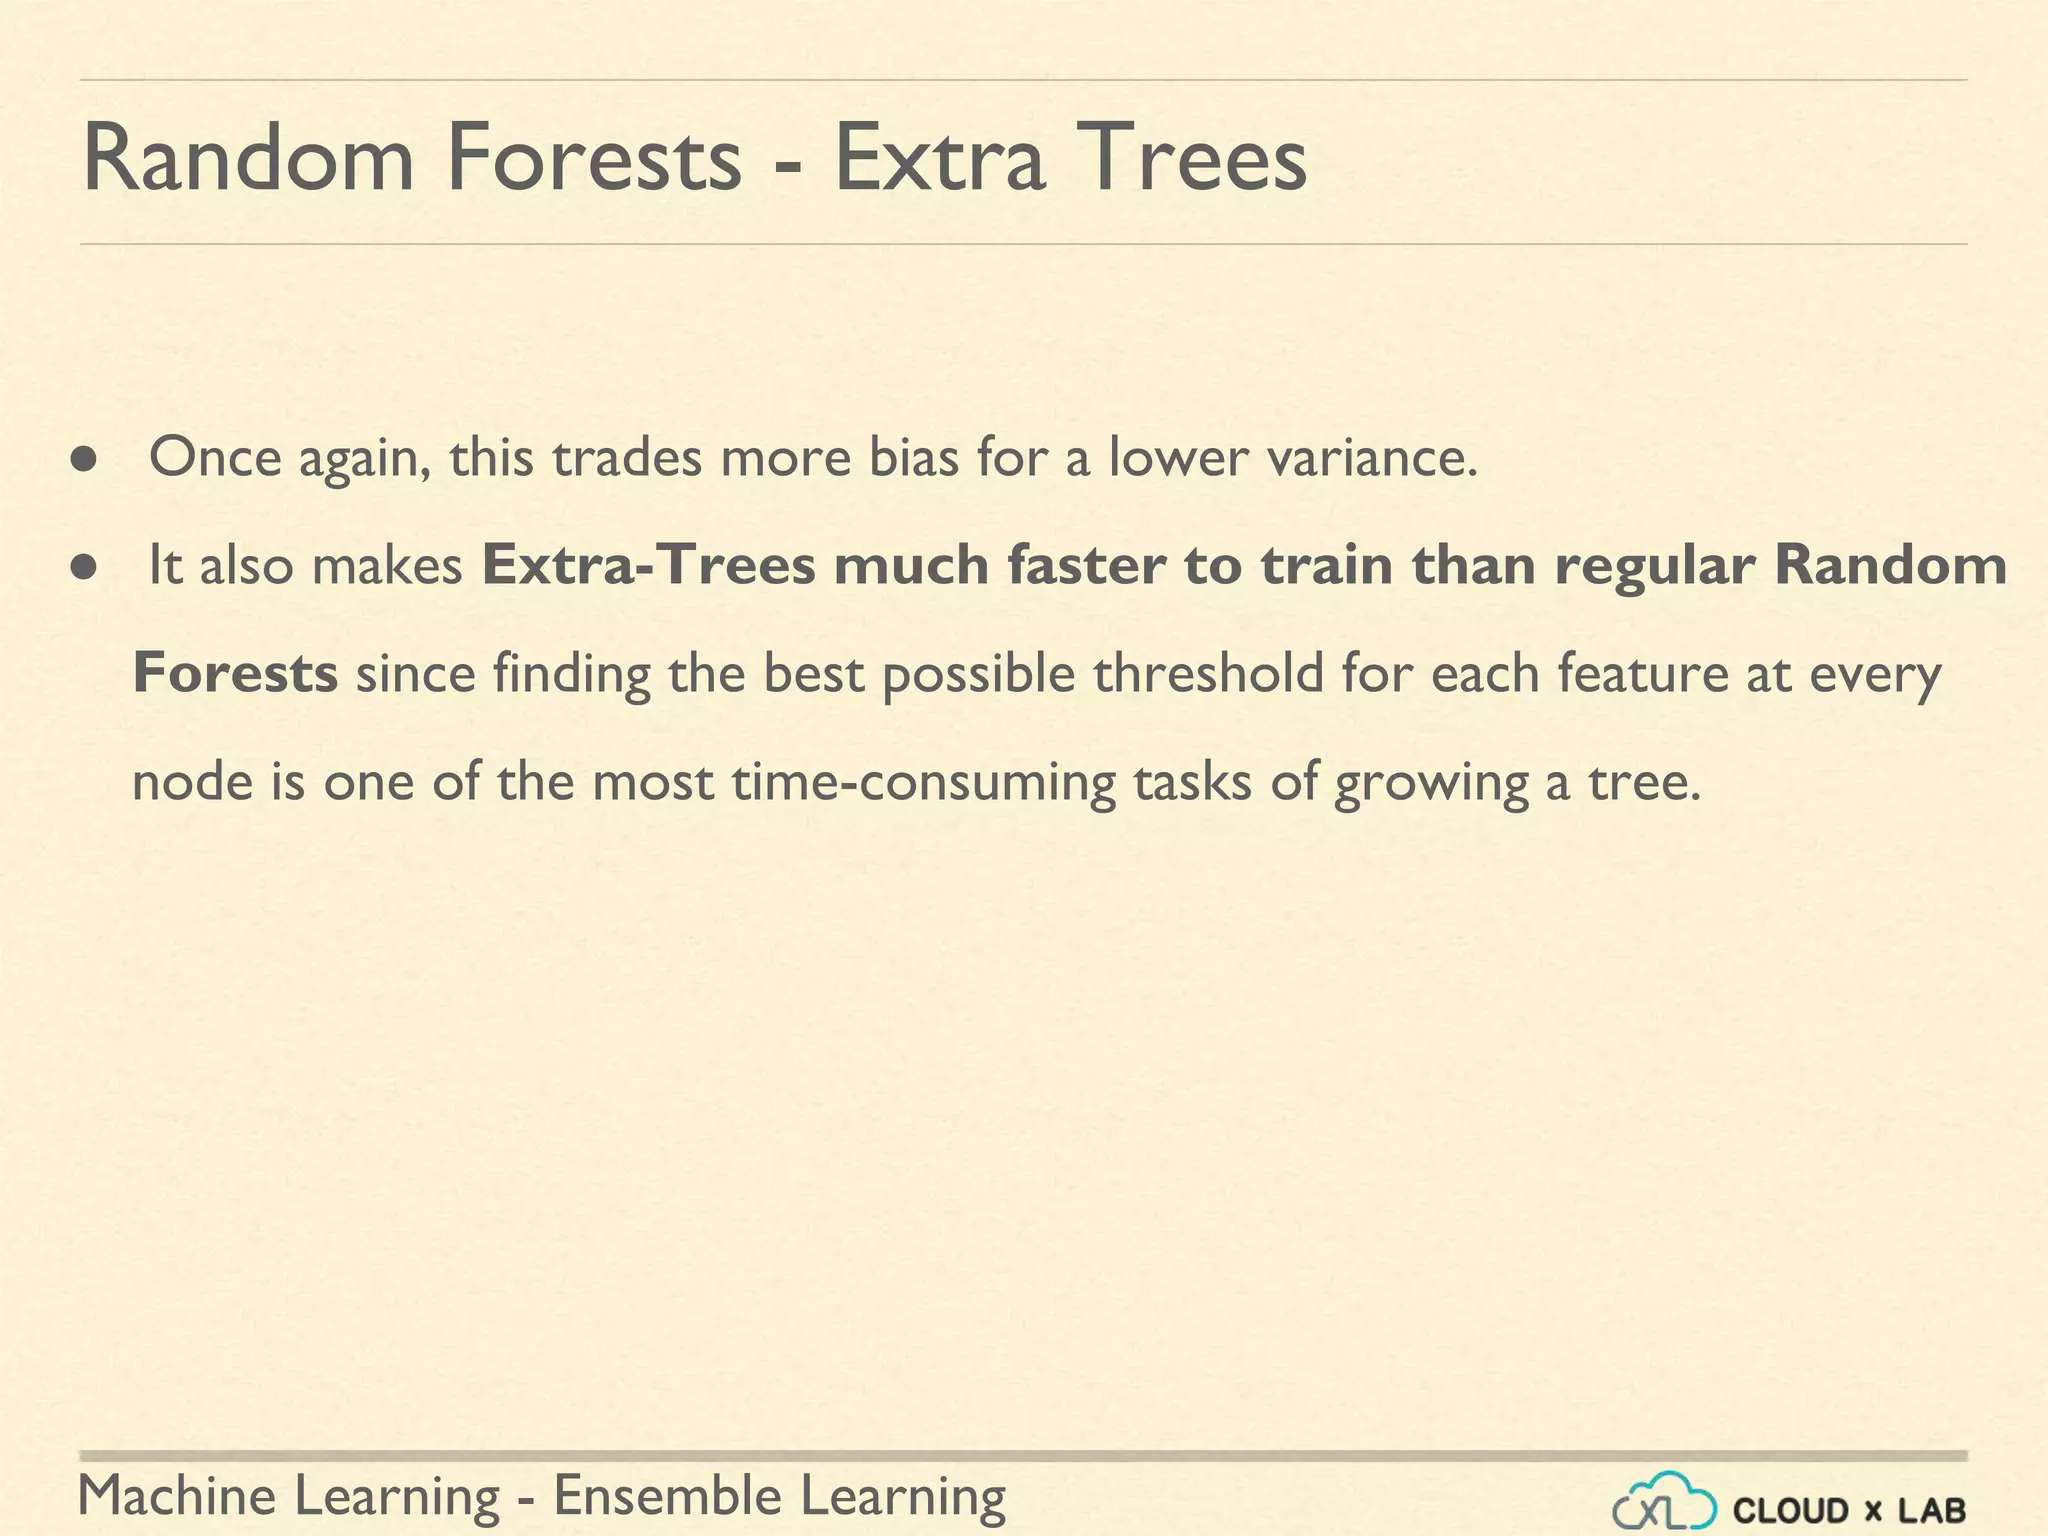 Random Forests - Extra Trees
● Once again, this trades more bias for a lower variance.
● It also makes Extra-Trees much faster to train than regular Random
Forests since finding the best possible threshold for each feature at every
node is one of the most time-consuming tasks of growing a tree.
Machine Learning - Ensemble Learning
CXL CLOUD x LAB